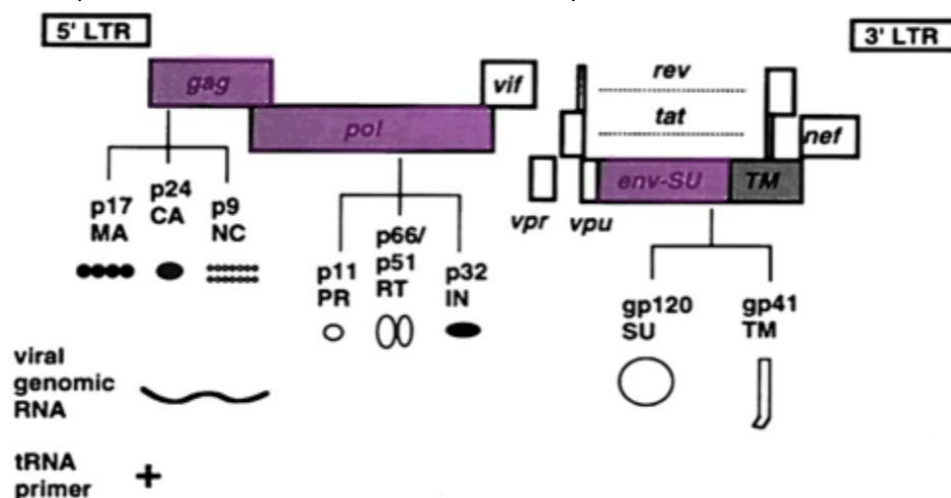 5' LTR
3' LTR
gag
vif
rev
pol
tat
nef
env-SU
TM
vpr
vpu
p17
MA
p24
CA
p9
NC
p11
PR
p66/
p51
RT
p32
IN
gp120
SU
gp41
TM
viral
genomic
RNA
tRNA
primer